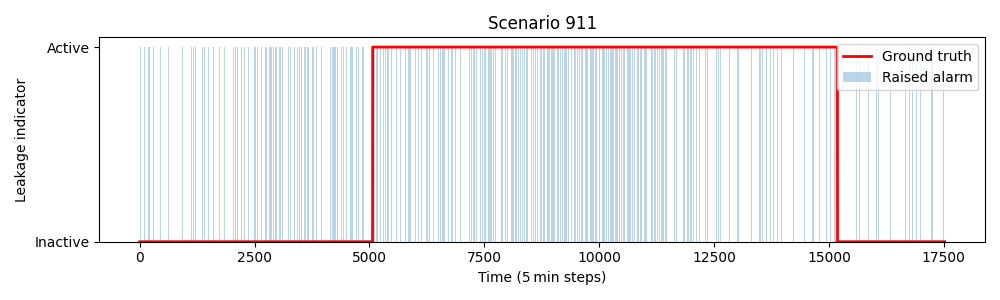 Scenario 911
Active
Inactive
Leakage indicator
Ground truth
Raised alarm
0
2500
5000
7500
10000
12500
15000
17500
Time (5 min steps)